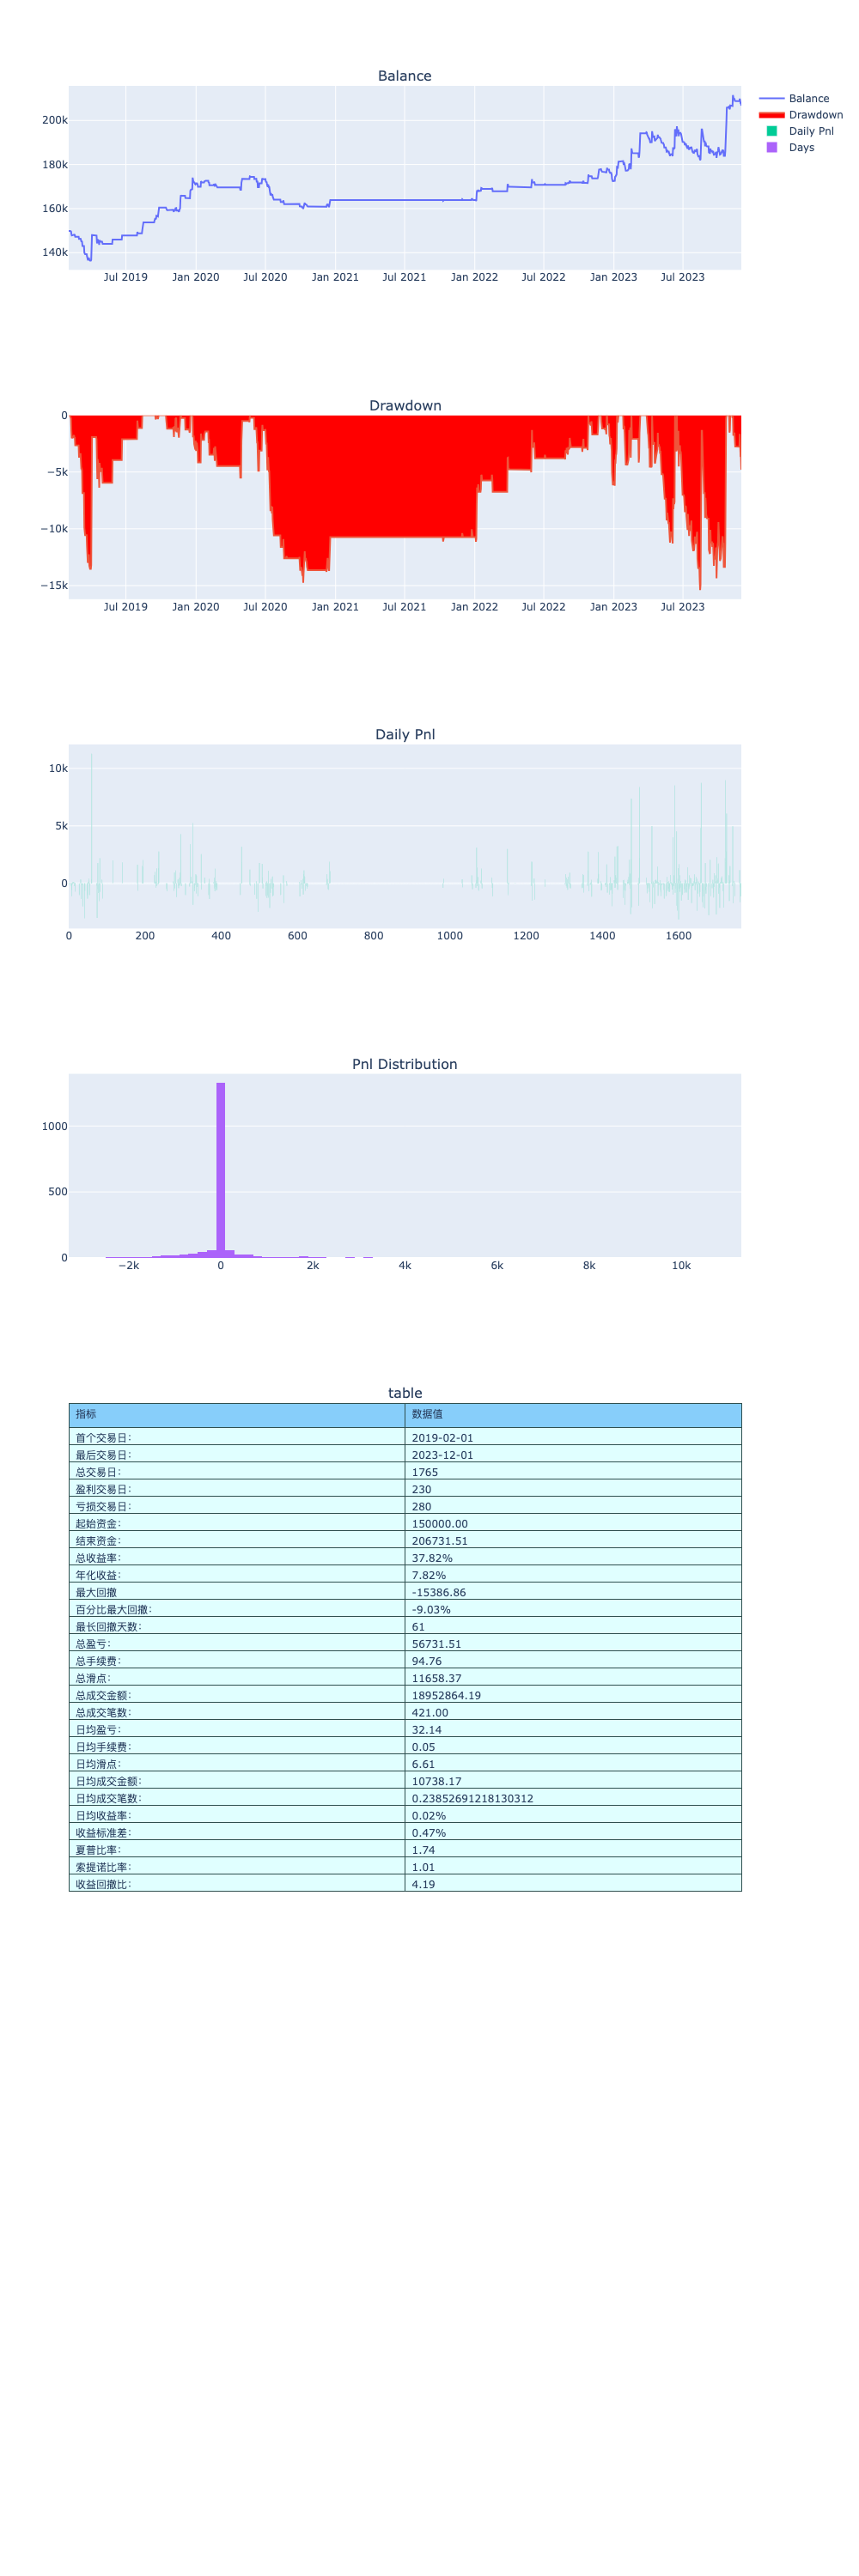 Balance
200k
180k
160k
140k
Jul 2019 Jan 2020 Jul 2020 Jan 2021 Jul 2021 Jan 2022 Jul 2022 Jan 2023 Jul 2023
Balance
Drawdown
Daily Pnl
Days
Drawdown
0
−5k
−10k
−15k
Jul 2019 Jan 2020 Jul 2020 Jan 2021 Jul 2021 Jan 2022 Jul 2022 Jan 2023 Jul 2023
Daily Pnl
10k
5k
0
0 200 400 600 800 1000 1200 1400 1600
Pnl Distribution
1000
500
0
−2k 0 2k 4k 6k 8k 10k
table
指标 数据值
首个交易日: 2019-02-01
最后交易日: 2023-12-01
总交易日: 1765
盈利交易日: 230
亏损交易日: 280
起始资金: 150000.00
结束资金: 206731.51
总收益率: 37.82%
年化收益: 7.82%
最大回撤 -15386.86
百分比最大回撤: -9.03%
最长回撤天数: 61
总盈亏: 56731.51
总手续费: 94.76
总滑点: 11658.37
总成交金额: 18952864.19
总成交笔数: 421.00
日均盈亏: 32.14
日均手续费: 0.05
日均滑点: 6.61
日均成交金额: 10738.17
日均成交笔数: 0.23852691218130312
日均收益率: 0.02%
收益标准差: 0.47%
夏普比率: 1.74
索提诺比率: 1.01
收益回撤比: 4.19